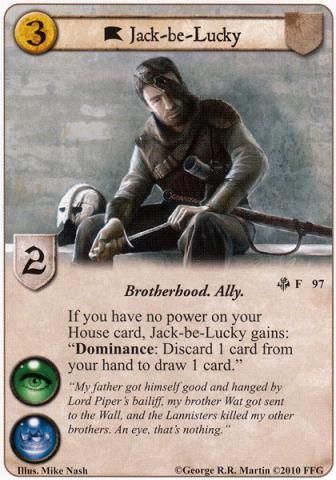 3
Jack-be-Lucky
2
F 97
Brotherhood. Ally.
If you have no power on your
House card, Jack-be-Lucky gains:
“Dominance: Discard 1 card from
your hand to draw 1 card.”
“My father got himself good and hanged by
Lord Piper's bailiff, my brother Wat got sent
to the Wall, and the Lannisters killed my other
brothers. An eye, that's nothing.”
Illus. Mike Nash ©George R.R. Martin ©2010 FFG